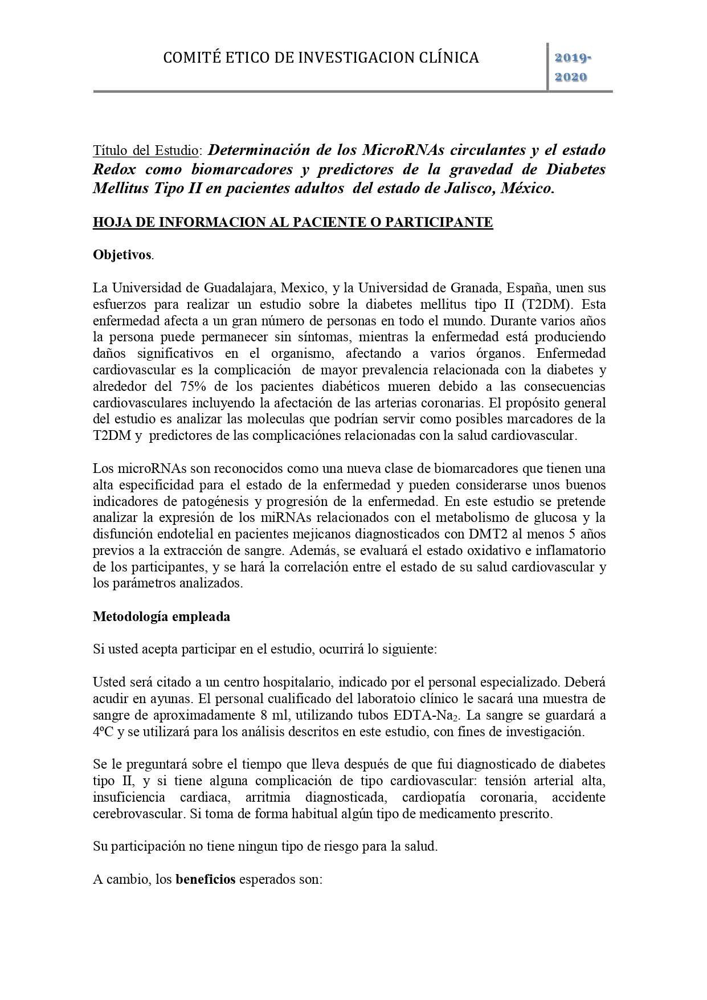 COMITÉ ETICO DE INVESTIGACION CLÍNICA
2019-
2020
Título del Estudio: Determinación de los MicroRNAs circulantes y el estado
Redox como biomarcadores y predictores de la gravedad de Diabetes
Mellitus Tipo II en pacientes adultos  del estado de Jalisco, México.
HOJA DE INFORMACION AL PACIENTE O PARTICIPANTE
Objetivos.
La Universidad de Guadalajara, Mexico, y la Universidad de Granada, España, unen sus
esfuerzos para realizar un estudio sobre la diabetes mellitus tipo II (T2DM). Esta
enfermedad afecta a un gran número de personas en todo el mundo. Durante varios años
la persona puede permanecer sin síntomas, mientras la enfermedad está produciendo
daños significativos en el organismo, afectando a varios órganos. Enfermedad
cardiovascular es la complicación  de mayor prevalencia relacionada con la diabetes y
alrededor del 75% de los pacientes diabéticos mueren debido a las consecuencias
cardiovasculares incluyendo la afectación de las arterias coronarias. El propósito general
del estudio es analizar las moleculas que podrían servir como posibles marcadores de la
T2DM y  predictores de las complicaciónes relacionadas con la salud cardiovascular.
Los microRNAs son reconocidos como una nueva clase de biomarcadores que tienen una
alta especificidad para el estado de la enfermedad y pueden considerarse unos buenos
indicadores de patogénesis y progresión de la enfermedad. En este estudio se pretende
analizar la expresión de los miRNAs relacionados con el metabolismo de glucosa y la
disfunción endotelial en pacientes mejicanos diagnosticados con DMT2 al menos 5 años
previos a la extracción de sangre. Además, se evaluará el estado oxidativo e inflamatorio
de los participantes, y se hará la correlación entre el estado de su salud cardiovascular y
los parámetros analizados.
Metodología empleada
Si usted acepta participar en el estudio, ocurrirá lo siguiente:
Usted será citado a un centro hospitalario, indicado por el personal especializado. Deberá
acudir en ayunas. El personal cualificado del laboratoio clínico le sacará una muestra de
sangre de aproximadamente 8 ml, utilizando tubos EDTA-Na₂. La sangre se guardará a
4ºC y se utilizará para los análisis descritos en este estudio, con fines de investigación.
Se le preguntará sobre el tiempo que lleva después de que fui diagnosticado de diabetes
tipo II, y si tiene alguna complicación de tipo cardiovascular: tensión arterial alta,
insuficiencia cardiaca, arritmia diagnosticada, cardiopatía coronaria, accidente
cerebrovascular. Si toma de forma habitual algún tipo de medicamento prescrito.
Su participación no tiene ningun tipo de riesgo para la salud.
A cambio, los beneficios esperados son: